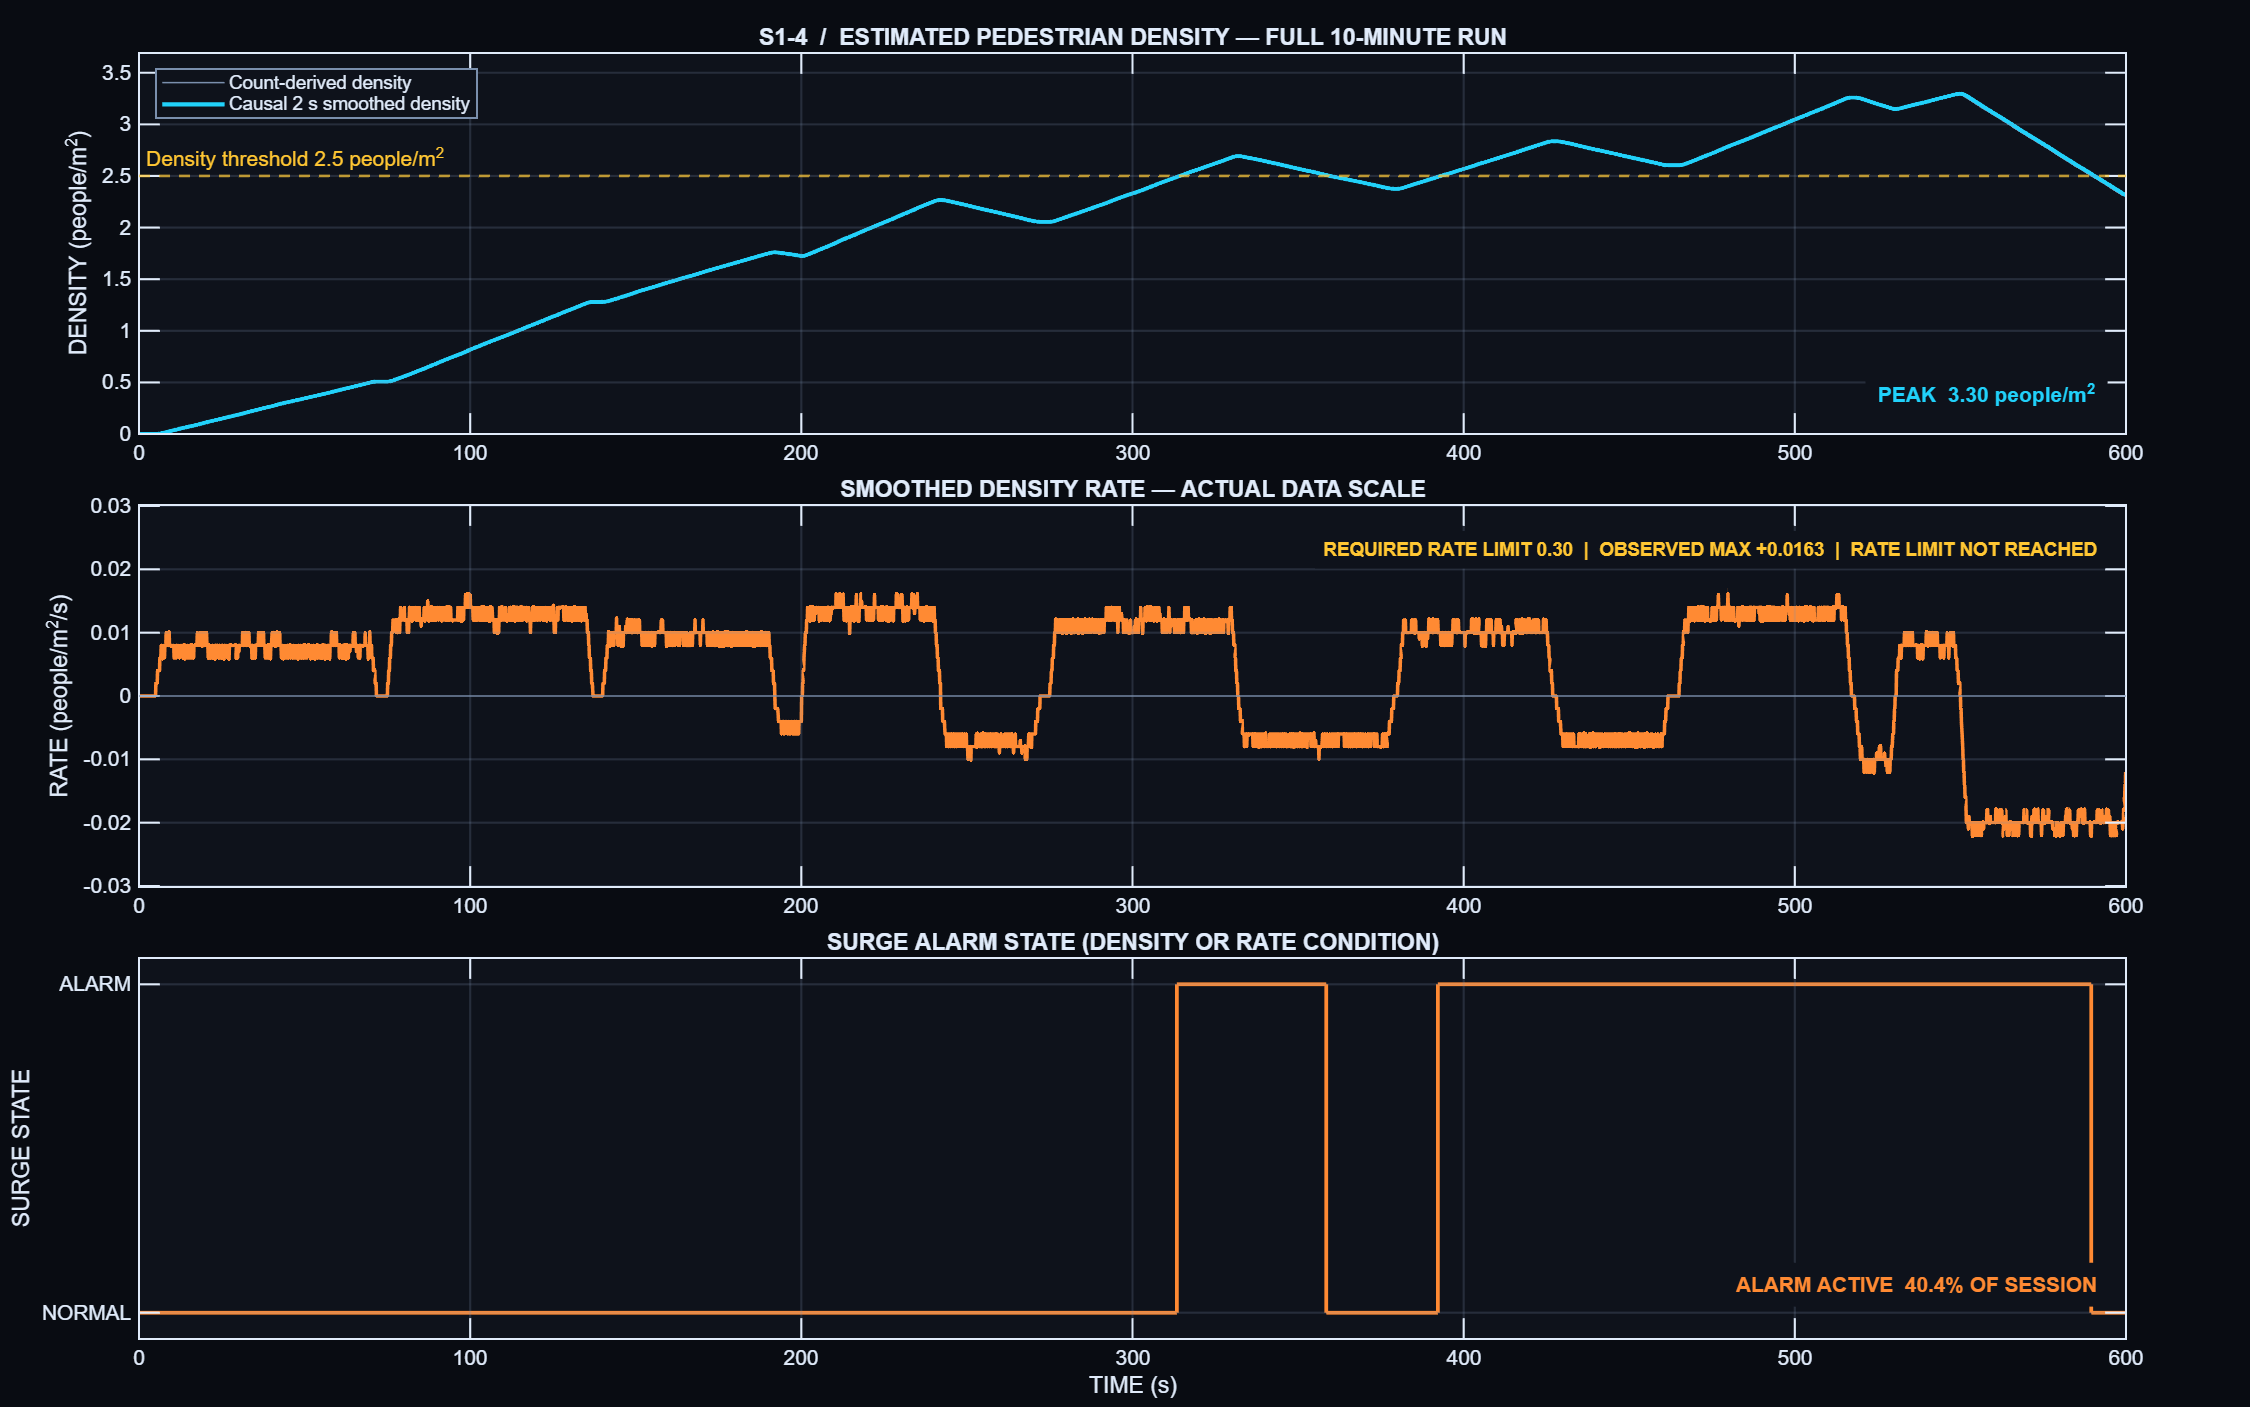 S1-4 / ESTIMATED PEDESTRIAN DENSITY — FULL 10-MINUTE RUN
Count-derived density
Causal 2 s smoothed density
Density threshold 2.5 people/m²
PEAK 3.30 people/m²
DENSITY (people/m²)
3.5
3
2.5
2
1.5
1
0.5
0
0 100 200 300 400 500 600
SMOOTHED DENSITY RATE — ACTUAL DATA SCALE
REQUIRED RATE LIMIT 0.30 | OBSERVED MAX +0.0163 | RATE LIMIT NOT REACHED
RATE (people/m²/s)
0.03
0.02
0.01
0
-0.01
-0.02
-0.03
0 100 200 300 400 500 600
SURGE ALARM STATE (DENSITY OR RATE CONDITION)
SURGE STATE
ALARM
NORMAL
ALARM ACTIVE 40.4% OF SESSION
0 100 200 300 400 500 600
TIME (s)